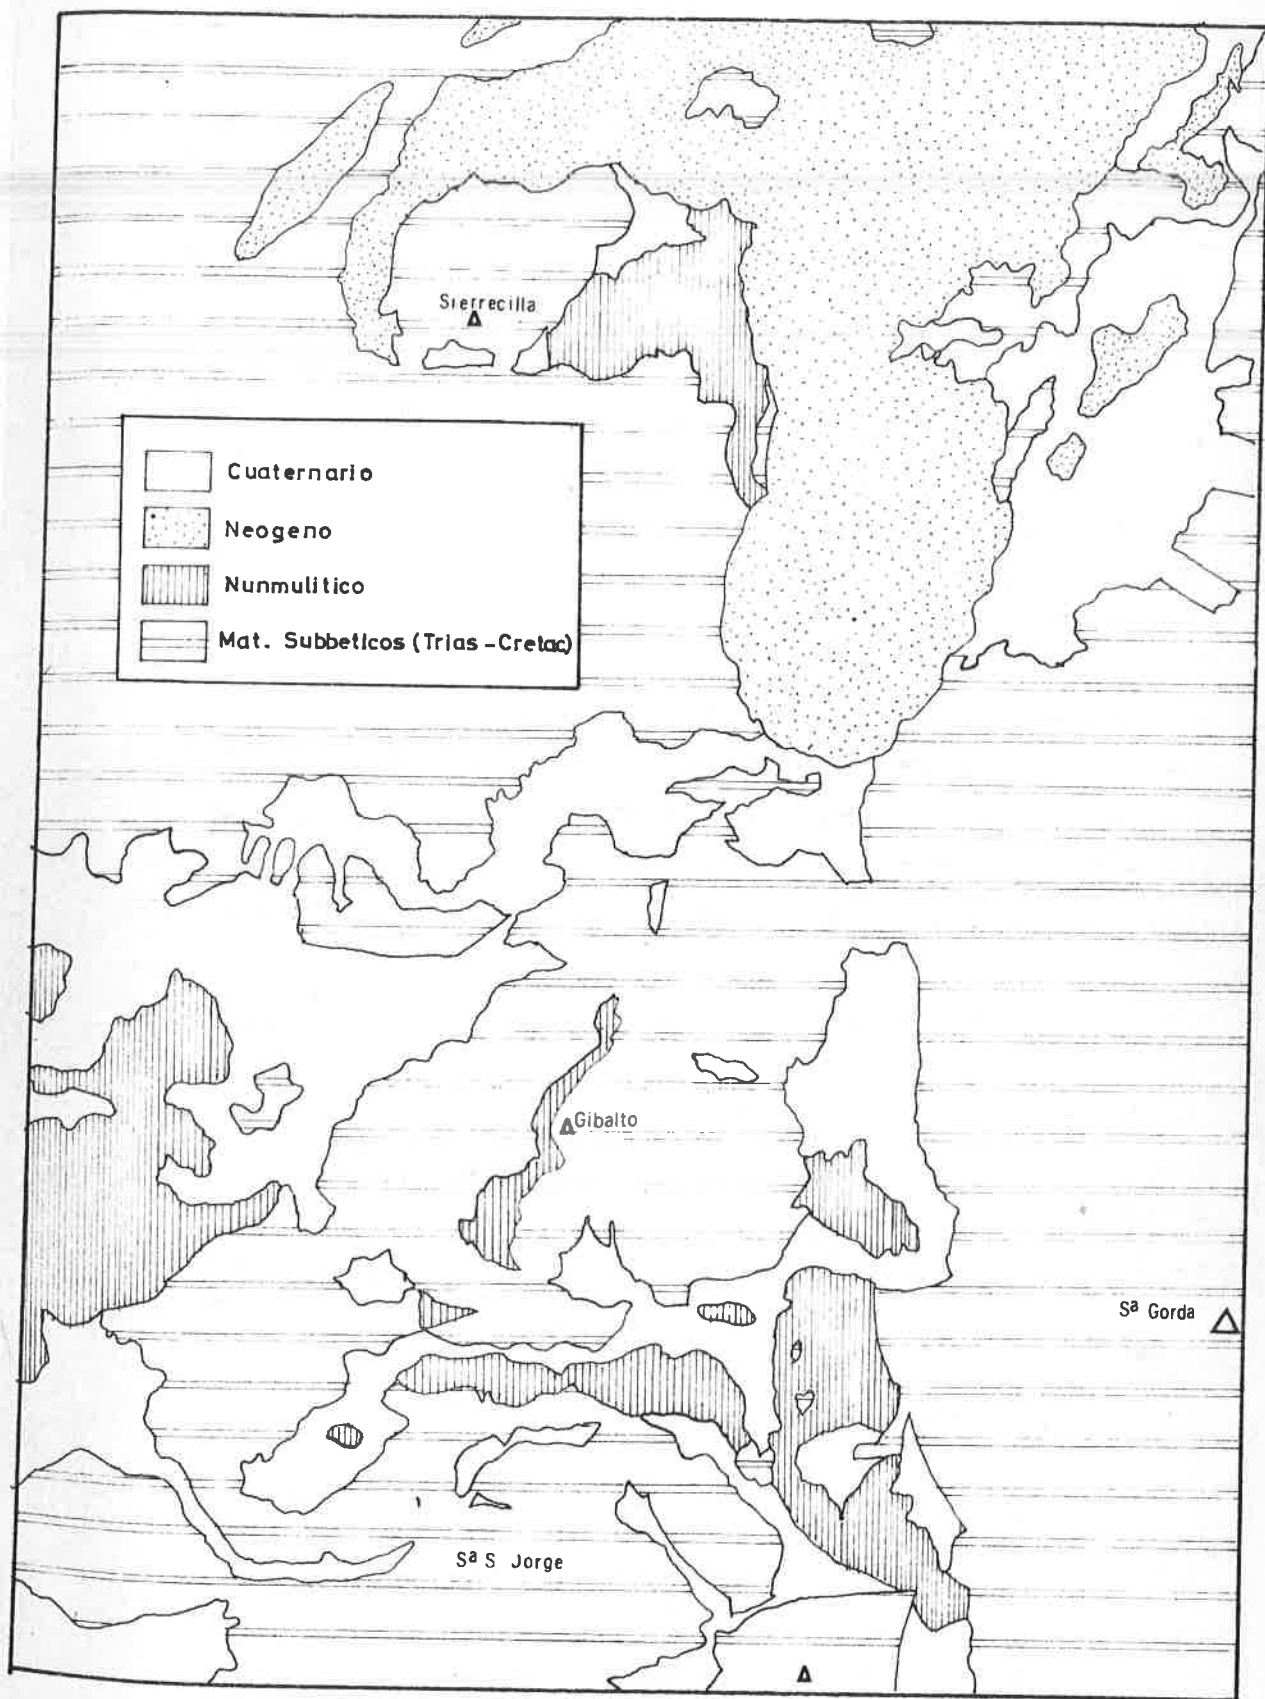 Sierrecilla
Cuaternario
Neogeno
Nunmulitico
Mat. Subbeticos (Trias-Cretac)
Gibalto
Sª Gorda
Sª S Jorge